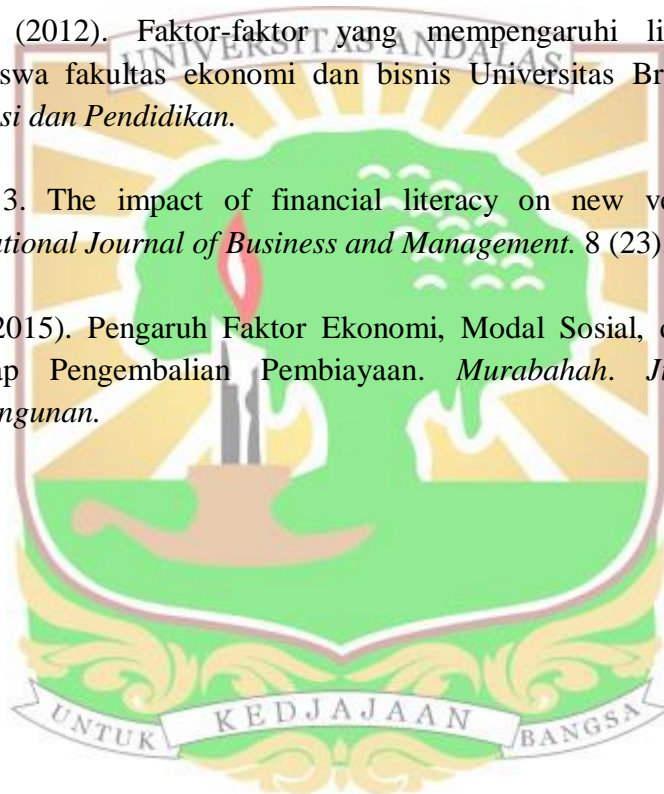 (2012). Faktor-faktor yang mempengaruhi li
UNIVERSITAS ANDALAS
swa fakultas ekonomi dan bisnis Universitas Br
si dan Pendidikan.
3. The impact of financial literacy on new ve
ational Journal of Business and Management. 8 (23).
2015). Pengaruh Faktor Ekonomi, Modal Sosial,
ap Pengembalian Pembiayaan. Murabahah. Ji
ngunan.
UNTUK KEDJAJAAN BANGSA